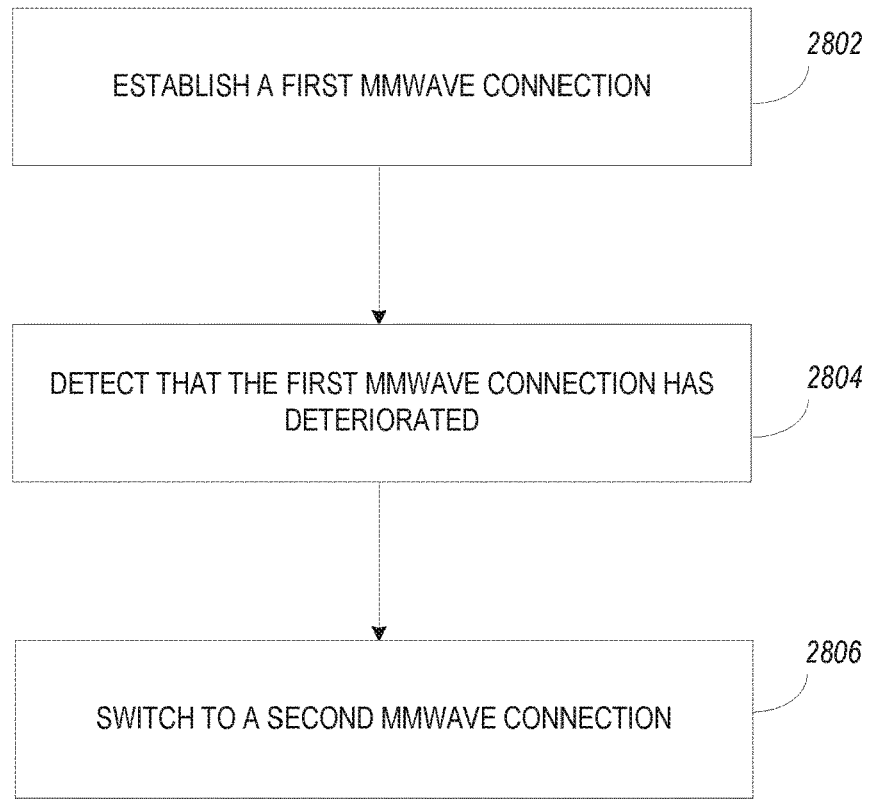 2802
ESTABLISH A FIRST MMWAVE CONNECTION
2804
DETECT THAT THE FIRST MMWAVE CONNECTION HAS
DETERIORATED
2806
SWITCH TO A SECOND MMWAVE CONNECTION